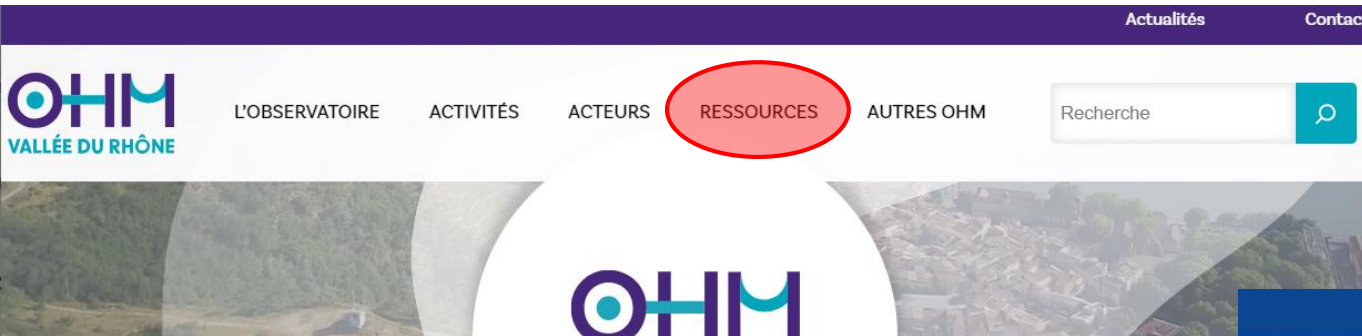 Actualités Contac
OHM
VALLÉE DU RHÔNE
L'OBSERVATOIRE ACTIVITÉS ACTEURS RESSOURCES AUTRES OHM
Recherche
OHM